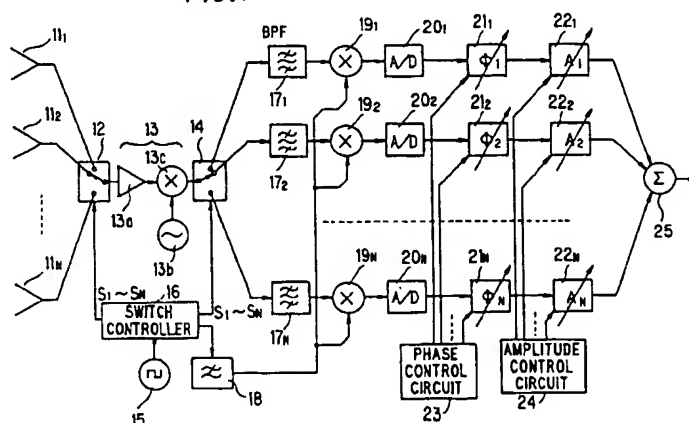 BPF
11₁
19₁
20₁
21₁
22₁
A/D
Φ₁
A₁
17₁
11₂
12
13
14
19₂
20₂
21₂
22₂
13c
A/D
Φ₂
A₂
17₂
13a
Σ
25
13b
11N
19N
20N
21N
22N
A/D
ΦN
AN
S₁~SN
16
S₁~SN
17N
SWITCH
CONTROLLER
PHASE
CONTROL
CIRCUIT
AMPLITUDE
CONTROL
CIRCUIT
15
18
23
24